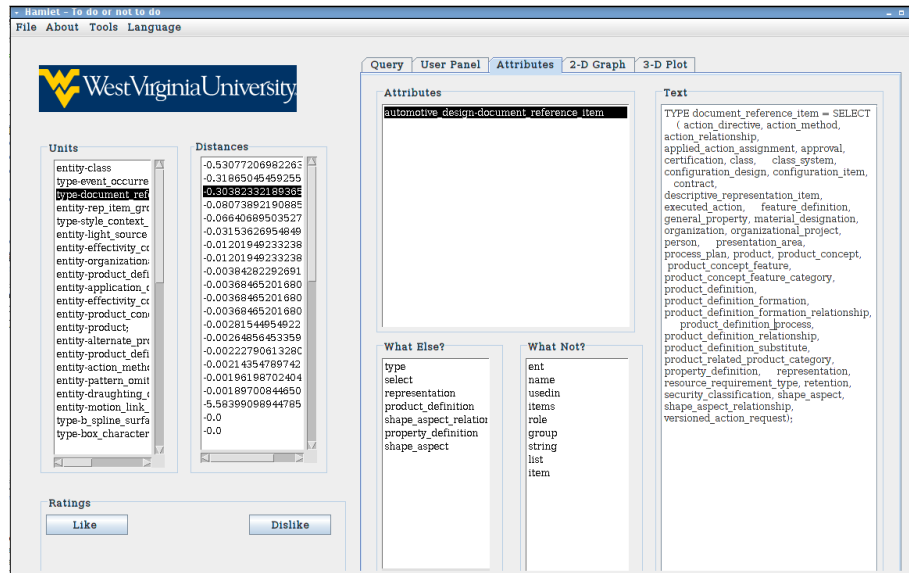 Hamlet - To do or not to do
File About Tools Language
WestVirginiaUniversity.
Query User Panel Attributes 2-D Graph 3-D Plot
Units
entity-class
type-event_occurre
type-document_ref
entity-rep_item_gro
type-style_context_
entity-light_source
entity-effectivity_co
entity-organization
entity-product_defi
entity-application_c
entity-effectivity_co
entity-product_con
entity-product;
entity-alternate_pro
entity-product_defi
entity-action_metho
entity-pattern_omit
entity-draughting_c
entity-motion_link_
type-b_spline_surfa
type-box_character
Distances
-0.53077206982263
-0.31865045459255
-0.30382332189365
-0.08073892190885
-0.06640689503527
-0.03153626954849
-0.01201949233238
-0.01201949233238
-0.00384282292691
-0.00368465201680
-0.00368465201680
-0.00368465201680
-0.00281544954922
-0.00264856453359
-0.00222790613280
-0.00214354789742
-0.00196198702404
-0.00189700844650
-5.58399098944785
-0.0
-0.0
Ratings
Like Dislike
Attributes
automotive_design-document_reference_item
What Else?
type
select
representation
product_definition
shape_aspect_relation
property_definition
shape_aspect
What Not?
ent
name
usedin
items
role
group
string
list
item
Text
TYPE document_reference_item = SELECT
( action_directive, action_method,
action_relationship,
applied_action_assignment, approval,
certification, class, class_system,
configuration_design, configuration_item,
contract,
descriptive_representation_item,
executed_action, feature_definition,
general_property, material_designation,
organization, organizational_project,
person, presentation_area,
process_plan, product, product_concept,
product_concept_feature,
product_concept_feature_category,
product_definition,
product_definition_formation,
product_definition_formation_relationship,
product_definition_process,
product_definition_relationship,
product_definition_substitute,
product_related_product_category,
property_definition, representation,
resource_requirement_type, retention,
security_classification, shape_aspect,
shape_aspect_relationship,
versioned_action_request);